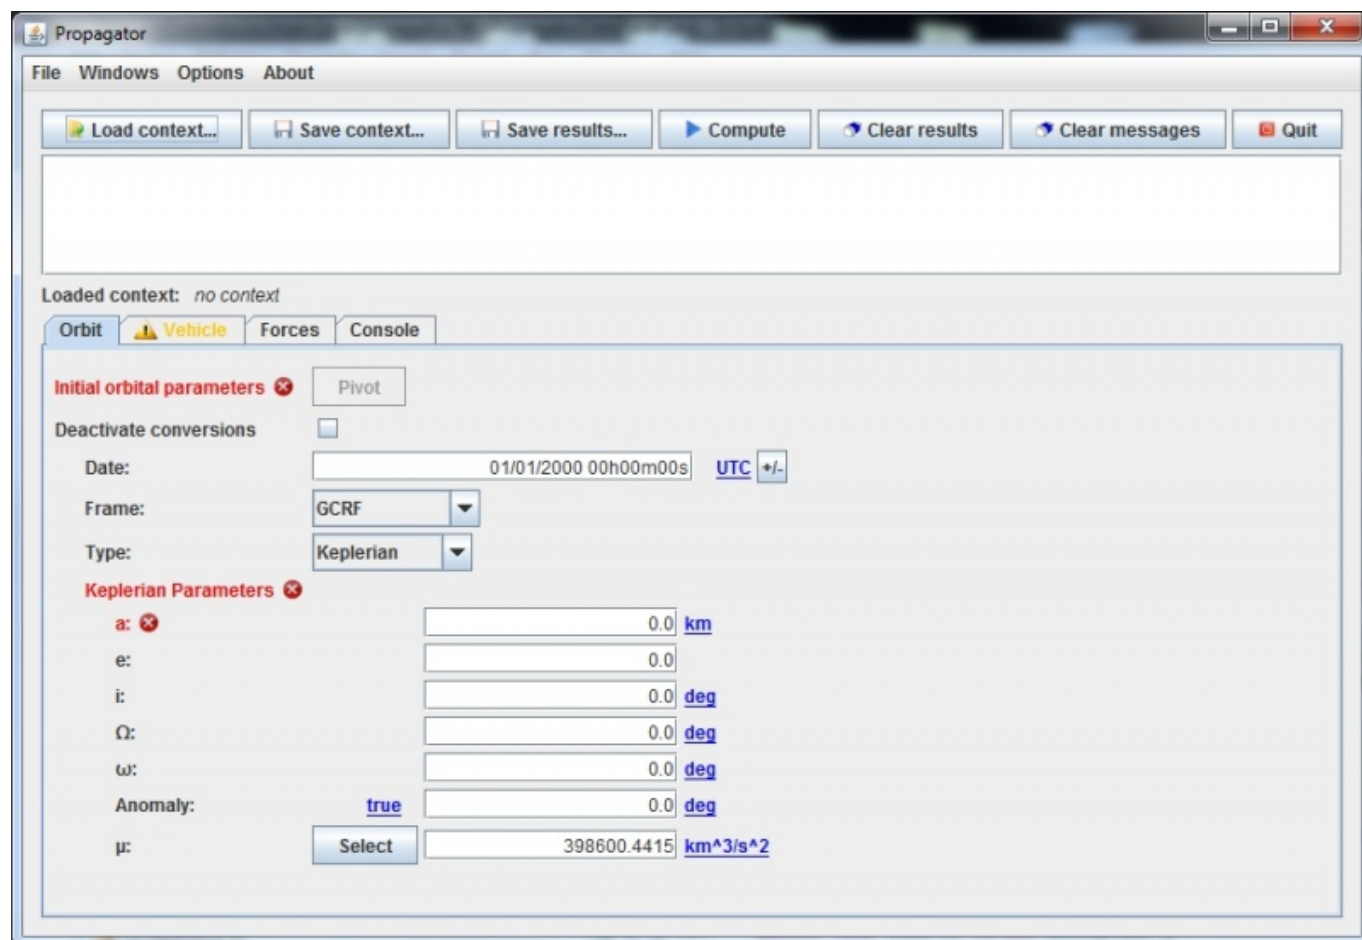 Propagator
File Windows Options About
Load context... Save context... Save results... Compute Clear results Clear messages Quit
Loaded context: no context
Orbit Vehicle Forces Console
Initial orbital parameters Pivot
Deactivate conversions
Date: 01/01/2000 00h00m00s UTC +/-
Frame: GCRF
Type: Keplerian
Keplerian Parameters
a: 0.0 km
e: 0.0
i: 0.0 deg
Ω: 0.0 deg
ω: 0.0 deg
Anomaly: true 0.0 deg
μ: Select 398600.4415 km^3/s^2